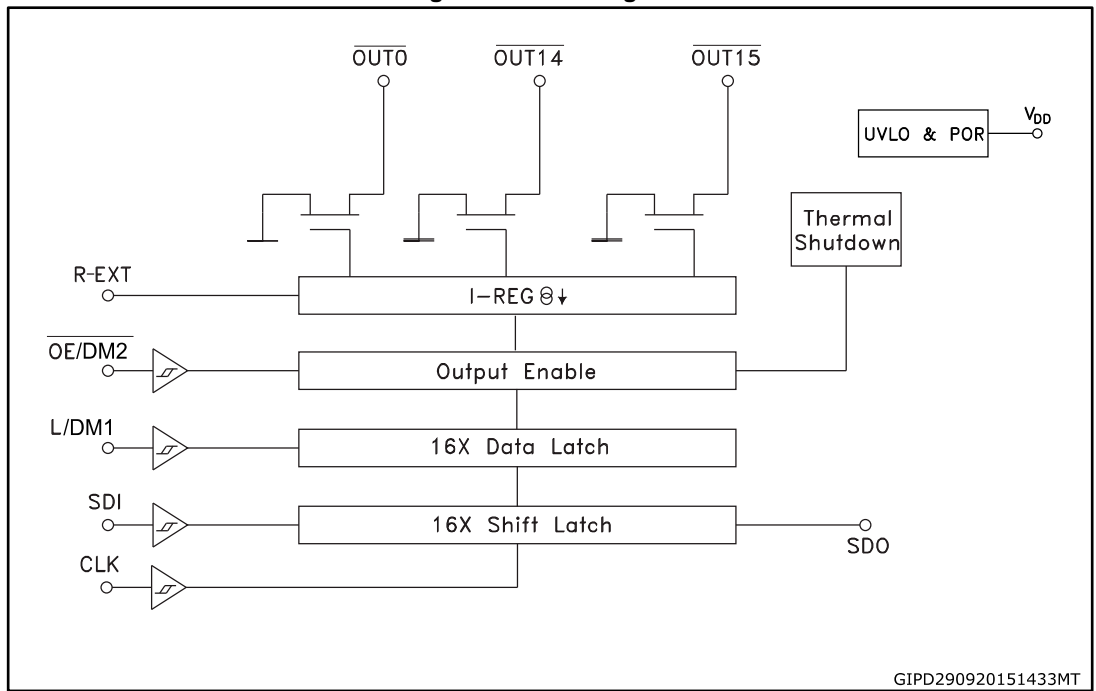 OUT0
OUT14
OUT15
UVLO & POR
VDD
Thermal
Shutdown
R-EXT
I-REG
OE/DM2
Output Enable
L/DM1
16X Data Latch
SDI
16X Shift Latch
SDO
CLK
GIPD290920151433MT